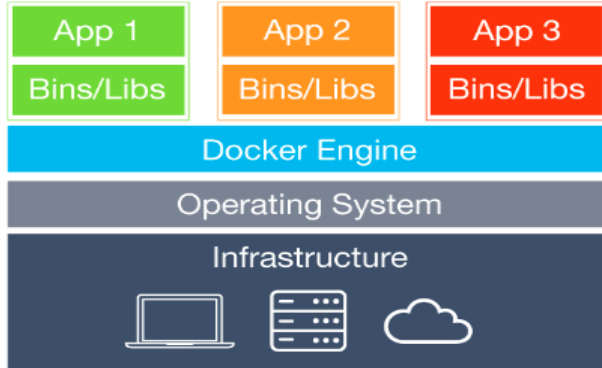 App 1
App 2
App 3
Bins/Libs
Bins/Libs
Bins/Libs
Docker Engine
Operating System
Infrastructure